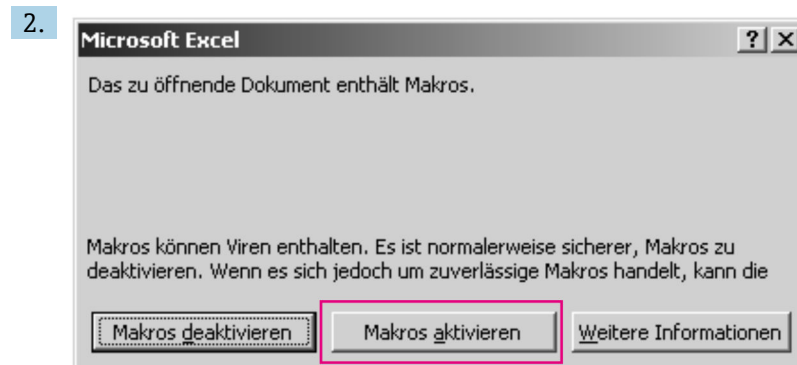 2.
Microsoft Excel
Das zu öffnende Dokument enthält Makros.
Makros können Viren enthalten. Es ist normalerweise sicherer, Makros zu
deaktivieren. Wenn es sich jedoch um zuverlässige Makros handelt, kann die
Makros deaktivieren Makros aktivieren Weitere Informationen